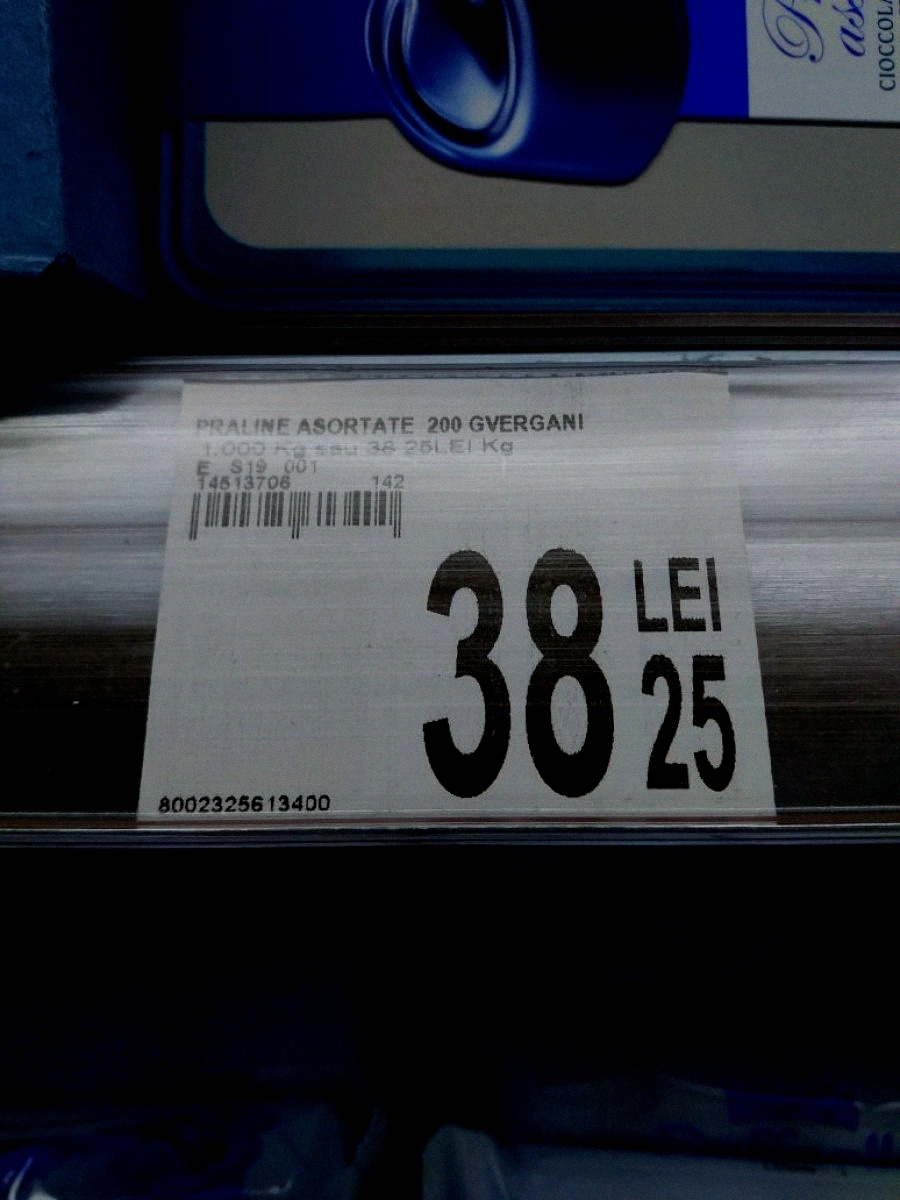 PRALINE ASORTATE 200 GVERGANI
1.000 Kg sau 38 25LEI Kg
E S19 001
14513706 142
38 LEI
25
8002325613400